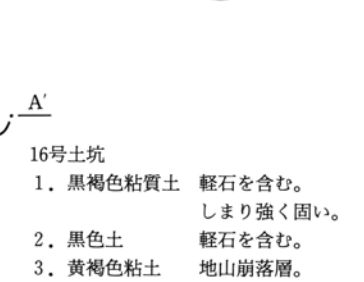 A′
16号土坑
1．黒褐色粘質土　軽石を含む。
しまり強く固い。
2．黒色土　軽石を含む。
3．黄褐色粘土　地山崩落層。